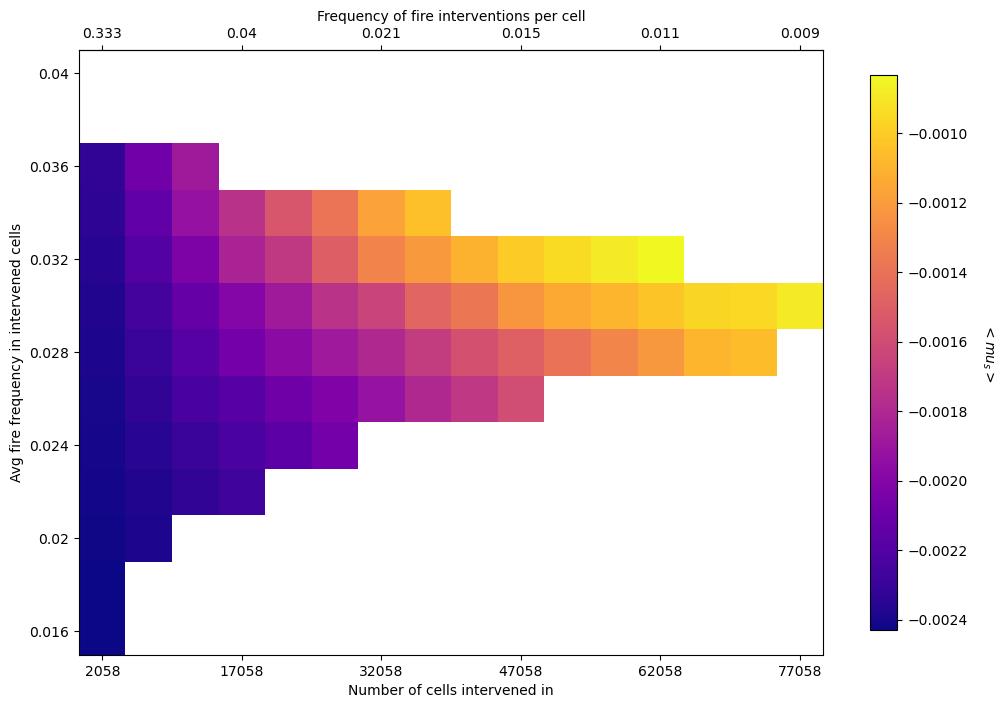 Frequency of fire interventions per cell
0.333 0.04 0.021 0.015 0.011 0.009
Avg fire frequency in intervened cells
0.04
0.036
0.032
0.028
0.024
0.02
0.016
2058 17058 32058 47058 62058 77058
Number of cells intervened in
−0.0010
−0.0012
−0.0014
−0.0016
−0.0018
−0.0020
−0.0022
−0.0024
< mu_s >